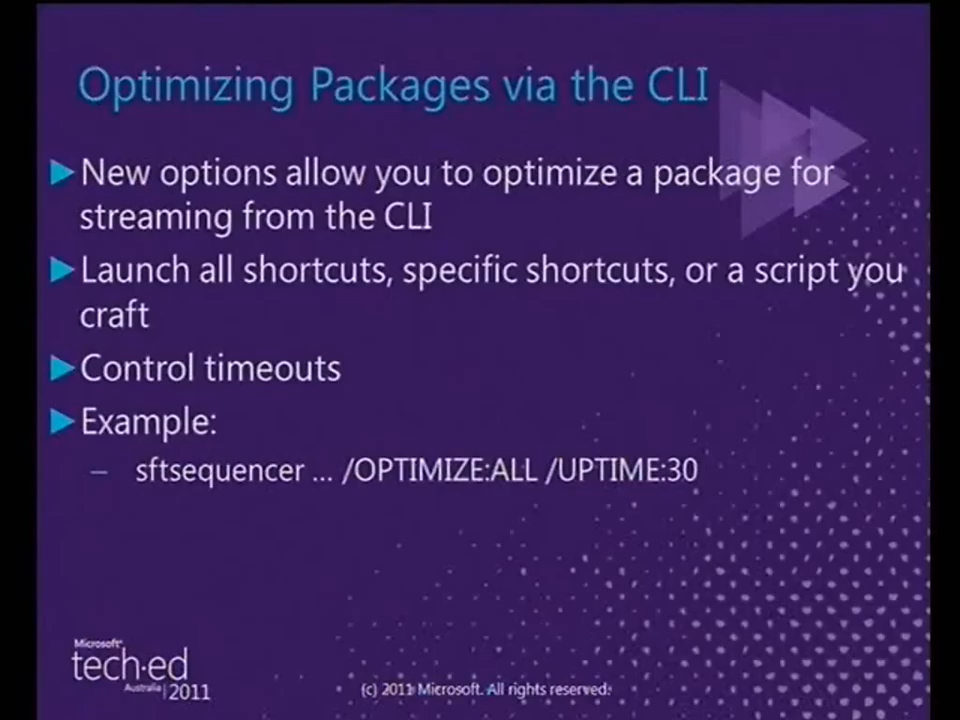 Optimizing Packages via the CLI
New options allow you to optimize a package for
streaming from the CLI
Launch all shortcuts, specific shortcuts, or a script you
craft
Control timeouts
Example:
– sftsequencer ... /OPTIMIZE:ALL /UPTIME:30
Microsoft®
tech·ed
Australia | 2011
(c) 2011 Microsoft. All rights reserved.